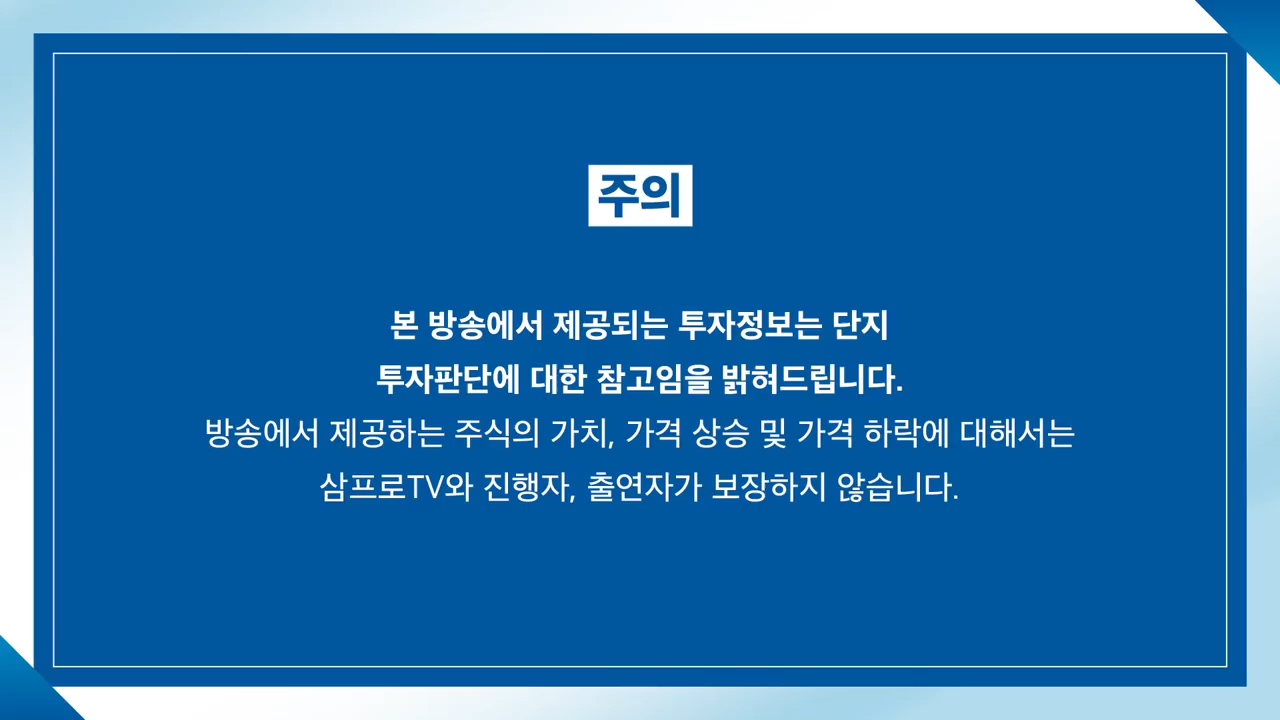 주의
본 방송에서 제공되는 투자정보는 단지
투자판단에 대한 참고임을 밝혀드립니다.
방송에서 제공하는 주식의 가치, 가격 상승 및 가격 하락에 대해서는
삼프로TV와 진행자, 출연자가 보장하지 않습니다.